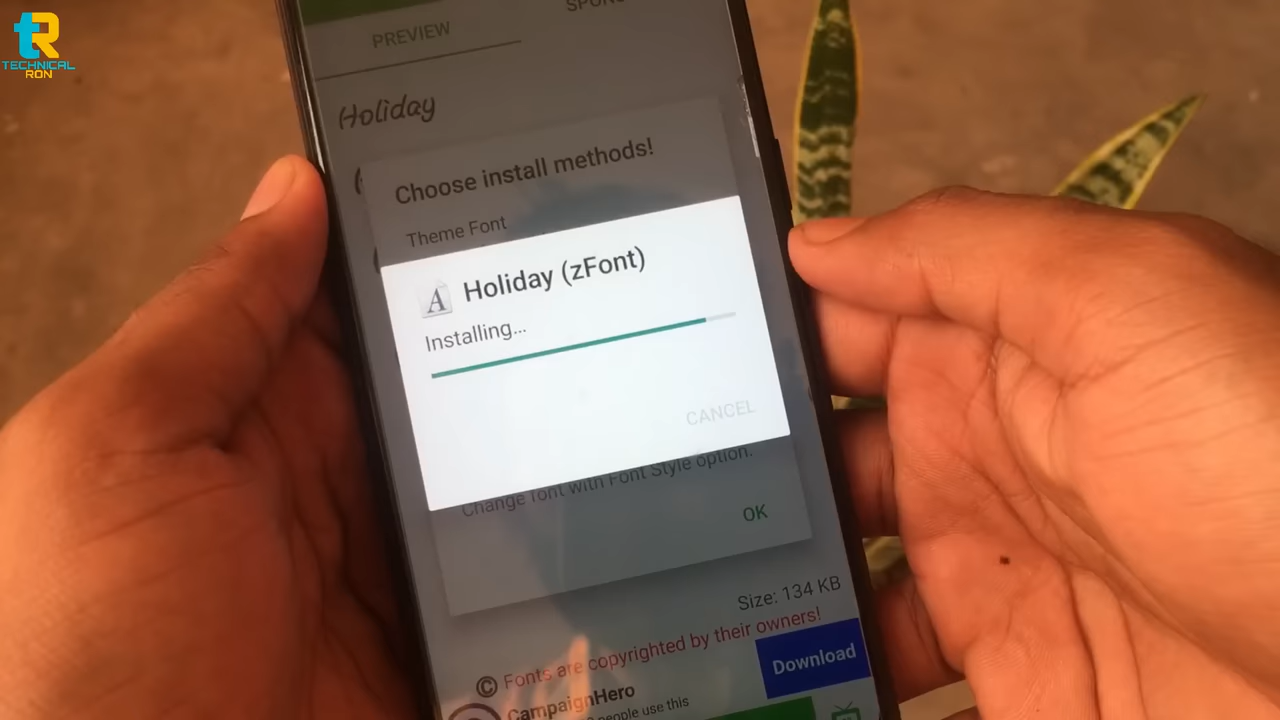 tR
TECHNICAL
RON
PREVIEW
Holiday
Choose install methods!
Theme Font
A
Holiday (zFont)
Installing...
CANCEL
Change font with Font Style option.
OK
Size: 134 KB
© Fonts are copyrighted by their owners!
Download
CampaignHero
people use this